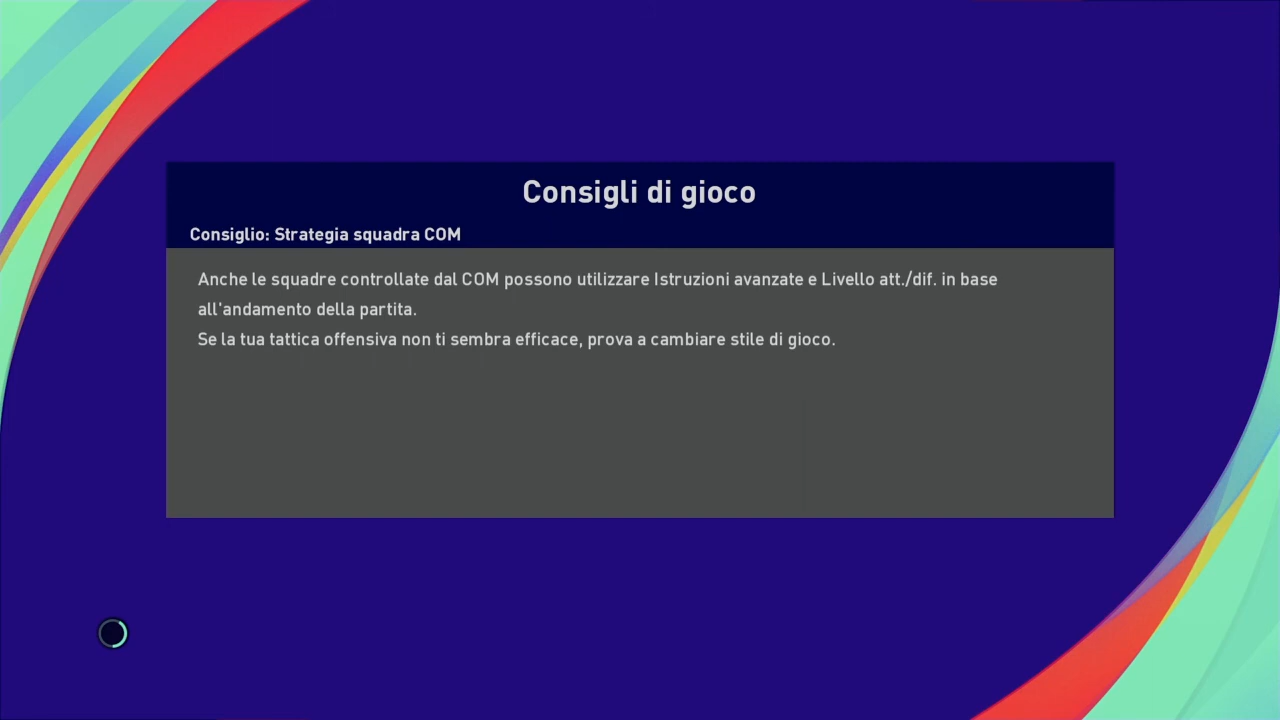 Consigli di gioco
Consiglio: Strategia squadra COM
Anche le squadre controllate dal COM possono utilizzare Istruzioni avanzate e Livello att./dif. in base
all'andamento della partita.
Se la tua tattica offensiva non ti sembra efficace, prova a cambiare stile di gioco.